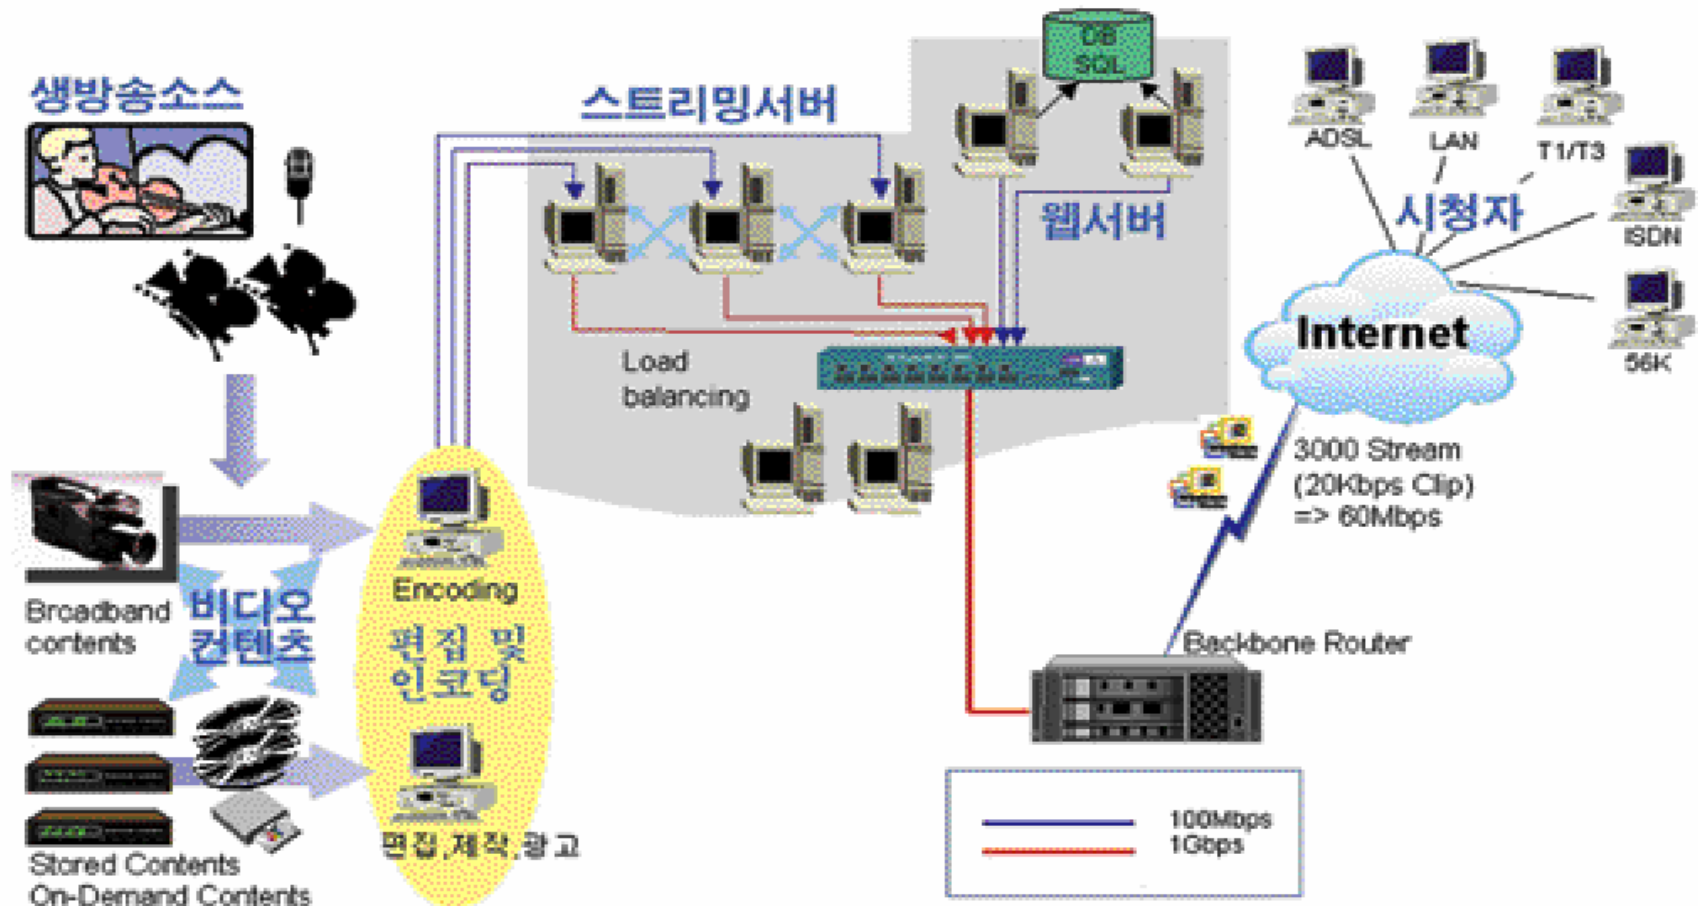 생방송소스
스트리밍서버
DB
SQL
웹서버
ADSL
LAN
T1/T3
시청자
ISDN
56K
Internet
Load
balancing
3000 Stream
(20Kbps Clip)
=> 60Mbps
Broadband
contents
비디오
컨텐츠
Encoding
편집 및
인코딩
편집,제작,광고
Stored Contents
On-Demand Contents
Backbone Router
100Mbps
1Gbps